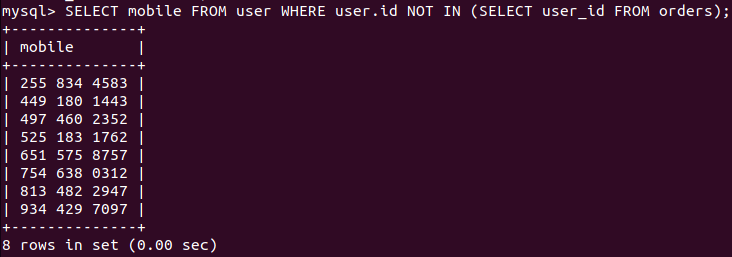 mysql> SELECT mobile FROM user WHERE user.id NOT IN (SELECT user_id FROM orders);
+--------------+
| mobile       |
+--------------+
| 255 834 4583 |
| 449 180 1443 |
| 497 460 2352 |
| 525 183 1762 |
| 651 575 8757 |
| 754 638 0312 |
| 813 482 2947 |
| 934 429 7097 |
+--------------+
8 rows in set (0.00 sec)